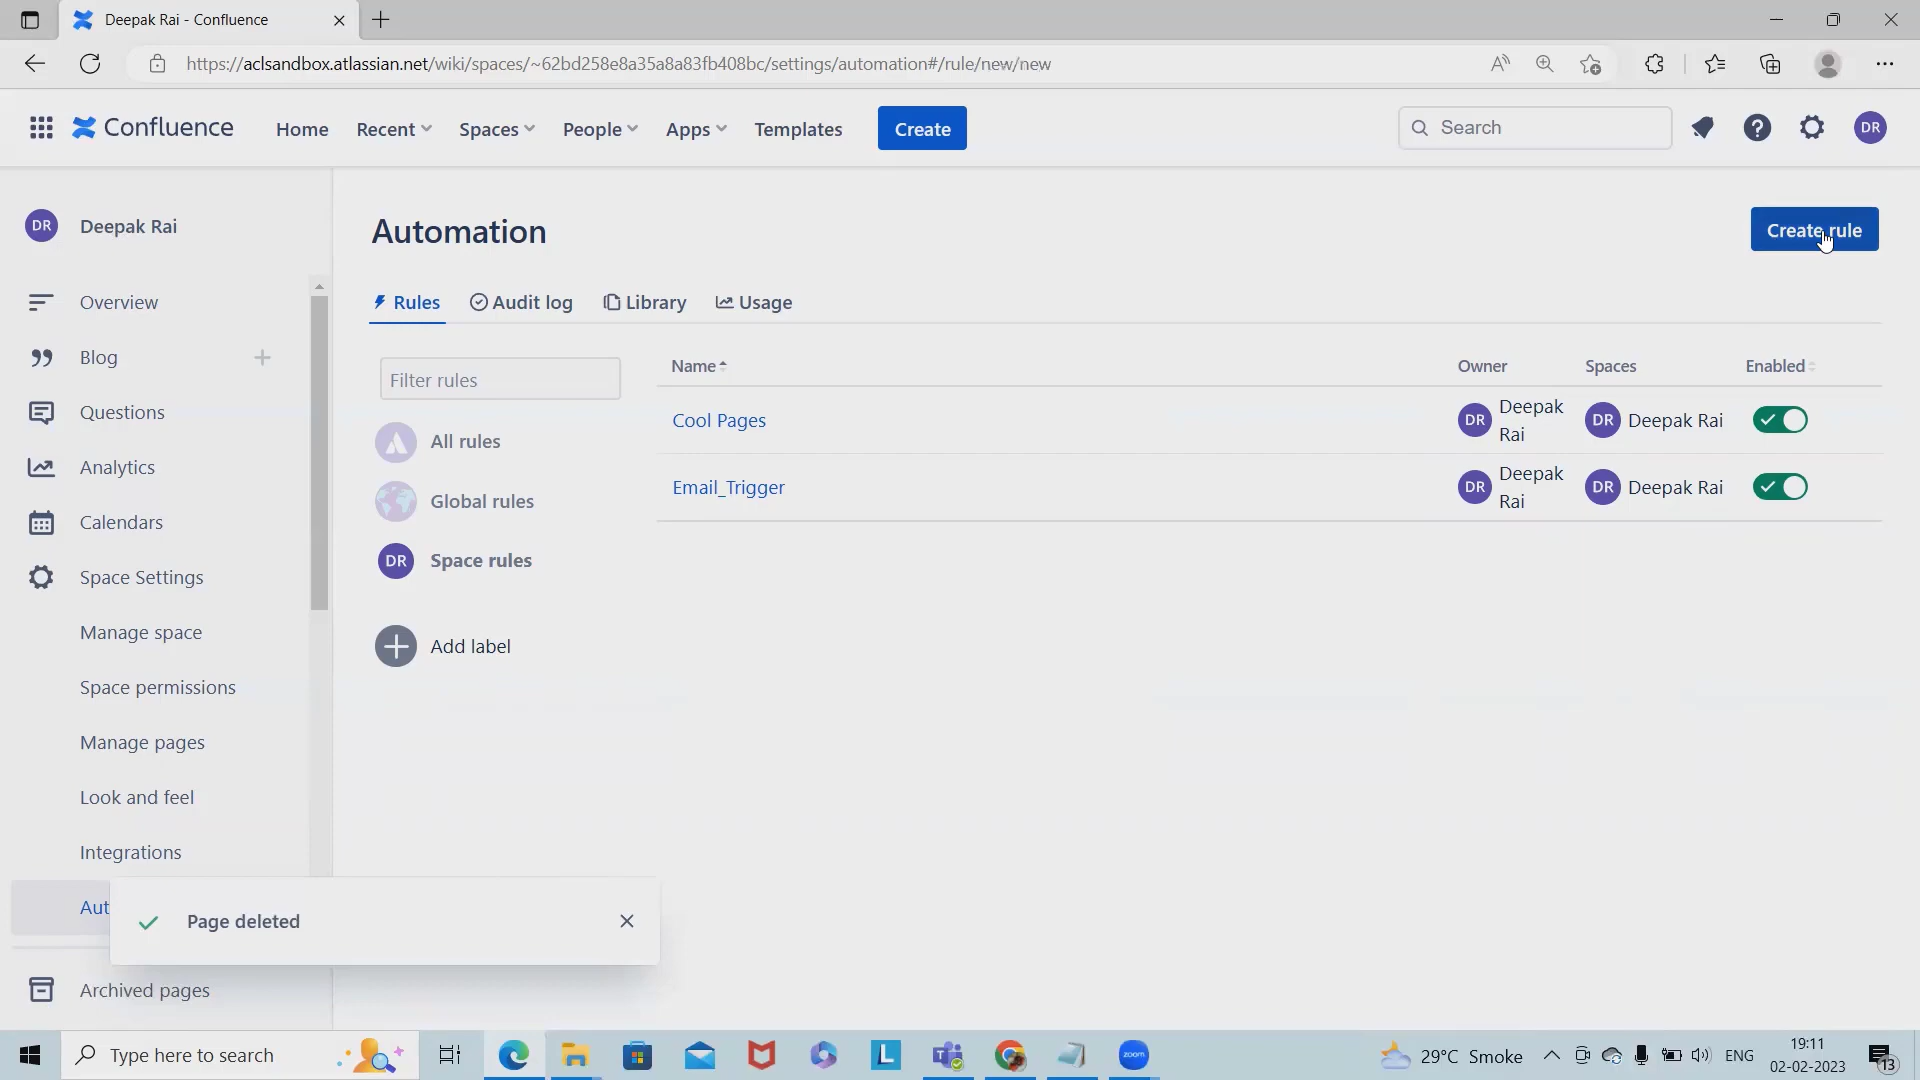 Deepak Rai - Confluence
https://aclsandbox.atlassian.net/wiki/spaces/~62bd258e8a35a8a83fb408bc/settings/automation#/rule/new/new
Confluence
Home
Recent
Spaces
People
Apps
Templates
Create
Search
DR
DR
Deepak Rai
Overview
Blog
Questions
Analytics
Calendars
Space Settings
Manage space
Space permissions
Manage pages
Look and feel
Integrations
Aut
Archived pages
Automation
Create rule
Rules
Audit log
Library
Usage
Filter rules
All rules
Global rules
DR
Space rules
Add label
Name
Owner
Spaces
Enabled
Cool Pages
DR
Deepak
Rai
DR
Deepak Rai
Email_Trigger
DR
Deepak
Rai
DR
Deepak Rai
Page deleted
Type here to search
L
T
zoom
29°C Smoke
ENG
19:11
02-02-2023
13